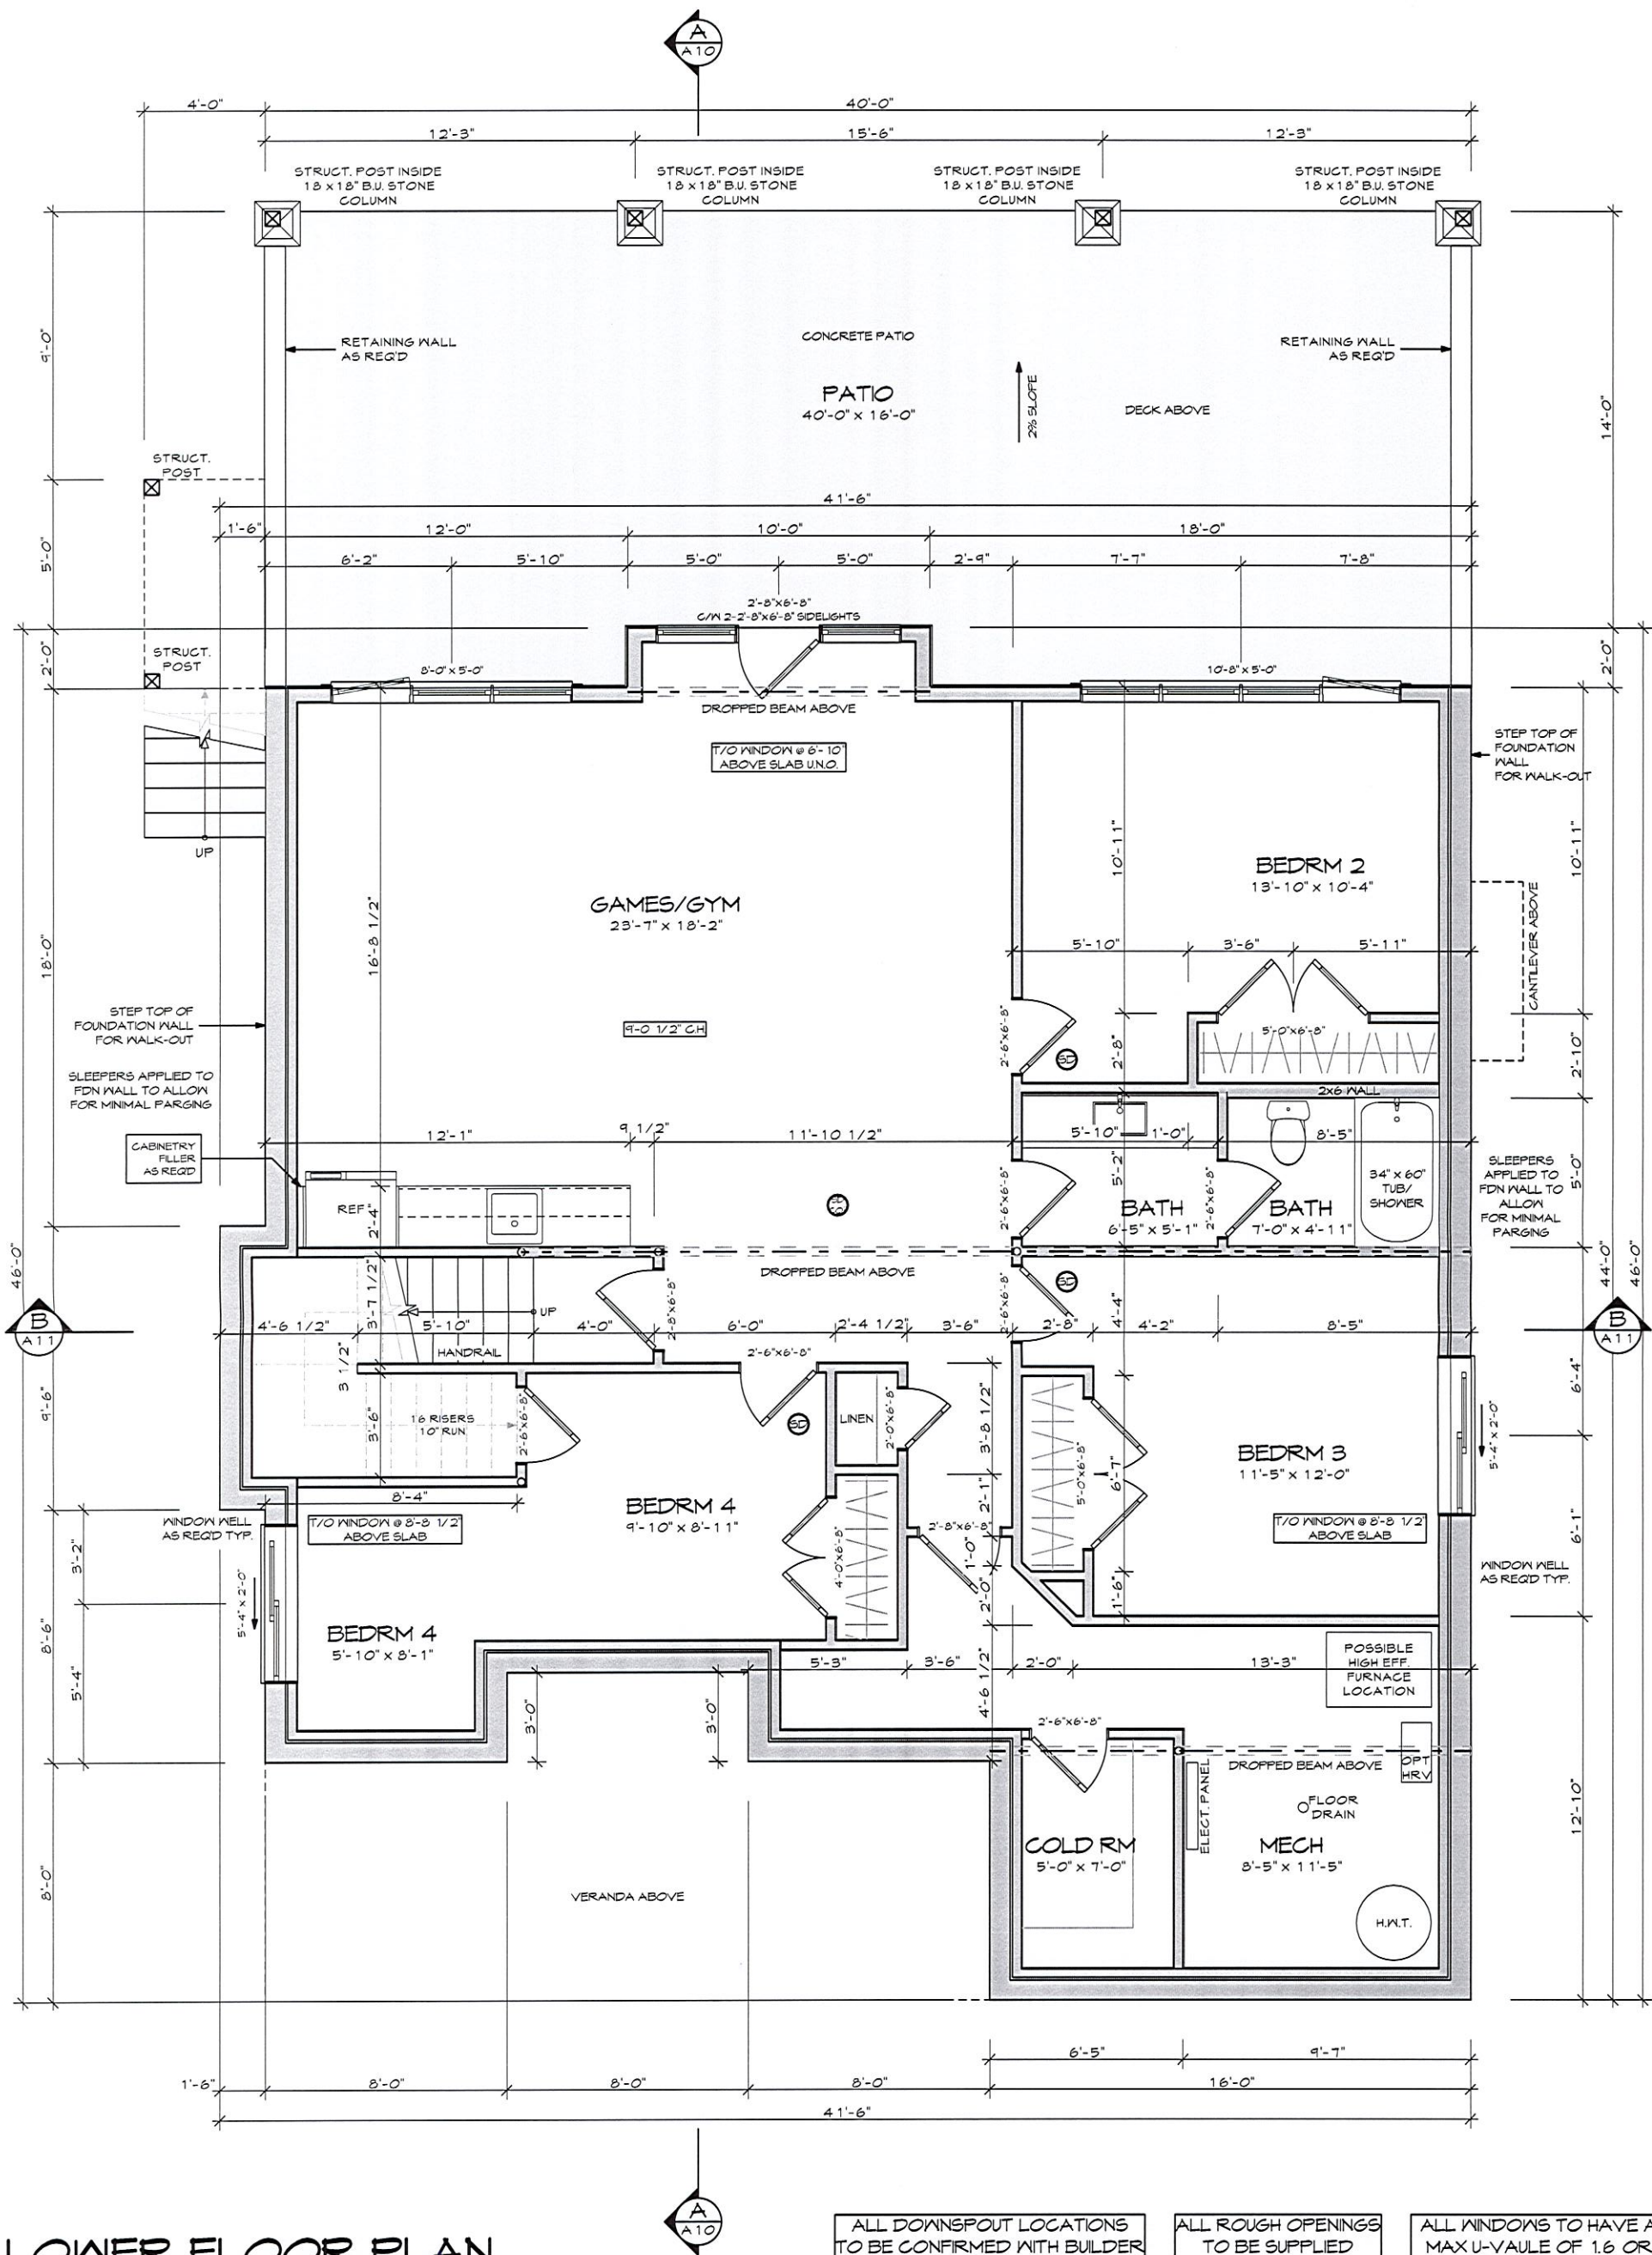 A
A10
4'-0"
40'-0"
12'-3"
15'-6"
12'-3"
STRUCT. POST INSIDE
18 x 18" B.U. STONE
COLUMN
STRUCT. POST INSIDE
18 x 18" B.U. STONE
COLUMN
STRUCT. POST INSIDE
18 x 18" B.U. STONE
COLUMN
STRUCT. POST INSIDE
18 x 18" B.U. STONE
COLUMN
9'-0"
RETAINING WALL
AS REQ'D
CONCRETE PATIO
RETAINING WALL
AS REQ'D
PATIO
40'-0" x 16'-0"
2% SLOPE
DECK ABOVE
14'-0"
STRUCT.
POST
41'-6"
1'-6"
12'-0"
10'-0"
18'-0"
5'-0"
6'-2"
5'-10"
5'-0"
5'-0"
2'-9"
7'-7"
7'-8"
2'-8"x6'-8"
C/W 2-2'-8"x6'-8" SIDELIGHTS
2'-0"
STRUCT.
POST
8'-0" x 5'-0"
10'-8" x 5'-0"
2'-0"
DROPPED BEAM ABOVE
T/O WINDOW @ 6'-10"
ABOVE SLAB U.N.O.
STEP TOP OF
FOUNDATION
WALL
FOR WALK-OUT
UP
10'-11"
BEDRM 2
13'-10" x 10'-4"
10'-11"
GAMES/GYM
23'-7" x 18'-2"
16'-8 1/2"
18'-0"
5'-10"
3'-6"
5'-11"
CANTILEVER ABOVE
STEP TOP OF
FOUNDATION WALL
FOR WALK-OUT
9'-0 1/2" C.H.
2'-6"x6'-8"
SD
2'-8"
5'-0"x6'-8"
2'-10"
SLEEPERS APPLIED TO
FDN WALL TO ALLOW
FOR MINIMAL PARGING
2x6 WALL
CABINETRY
FILLER
AS REQ'D
12'-1"
9 1/2"
11'-10 1/2"
5'-10"
1'-0"
8'-5"
5'-2"
5'-0"
REF.
2'-4"
2'-6"x6'-8"
BATH
6'-5" x 5'-1"
2'-6"x6'-8"
BATH
7'-0" x 4'-11"
34" x 60"
TUB/
SHOWER
SLEEPERS
APPLIED TO
FDN WALL TO
ALLOW
FOR MINIMAL
PARGING
46'-0"
DROPPED BEAM ABOVE
SD
44'-0"
46'-0"
3'-7 1/2"
UP
2'-8"x6'-8"
2'-6"x6'-8"
4'-4"
B
A11
4'-6 1/2"
5'-10"
4'-0"
6'-0"
2'-4 1/2"
3'-6"
2'-8"
4'-2"
8'-5"
B
A11
HANDRAIL
2'-6"x6'-8"
3 1/2"
9'-6"
3'-6"
16 RISERS
10" RUN
2'-6"x6'-8"
SD
LINEN
2'-0"x6'-8"
3'-8 1/2"
6'-4"
5'-0"x6'-8"
6'-7"
BEDRM 3
11'-5" x 12'-0"
5'-4" x 2'-0"
8'-4"
BEDRM 4
9'-10" x 8'-11"
2'-1"
WINDOW WELL
AS REQ'D TYP.
T/O WINDOW @ 8'-8 1/2"
ABOVE SLAB
2'-8"x6'-8"
T/O WINDOW @ 8'-8 1/2"
ABOVE SLAB
6'-1"
3'-2"
4'-0"x6'-8"
1'-0"
WINDOW WELL
AS REQ'D TYP.
5'-4" x 2'-0"
2'-0"
1'-6"
8'-6"
BEDRM 4
5'-10" x 8'-1"
5'-4"
5'-3"
3'-6"
2'-0"
13'-3"
POSSIBLE
HIGH EFF.
FURNACE
LOCATION
4'-6 1/2"
3'-0"
3'-0"
2'-6"x6'-8"
DROPPED BEAM ABOVE
OPT
HRV
ELECT. PANEL
FLOOR
DRAIN
12'-10"
COLD RM
5'-0" x 7'-0"
MECH
8'-5" x 11'-5"
8'-0"
VERANDA ABOVE
H.W.T.
6'-5"
9'-7"
1'-6"
8'-0"
8'-0"
8'-0"
16'-0"
41'-6"
A
A10
LOWER FLOOR PLAN
ALL DOWNSPOUT LOCATIONS
TO BE CONFIRMED WITH BUILDER
ALL ROUGH OPENINGS
TO BE SUPPLIED
ALL WINDOWS TO HAVE A
MAX U-VAULE OF 1.6 OR